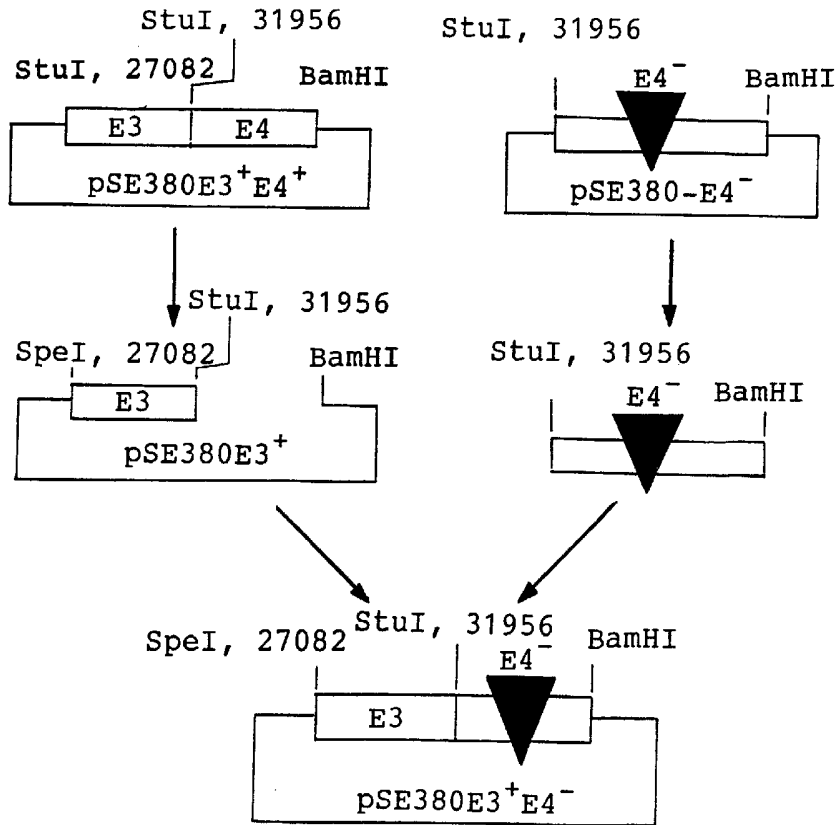 StuI, 31956
StuI, 27082
BamHI
E3
E4
pSE380E3⁺E4⁺
StuI, 31956
E4⁻
BamHI
pSE380-E4⁻
StuI, 31956
SpeI, 27082
BamHI
E3
pSE380E3⁺
StuI, 31956
E4⁻
BamHI
SpeI, 27082
StuI, 31956
E4⁻
BamHI
E3
pSE380E3⁺E4⁻